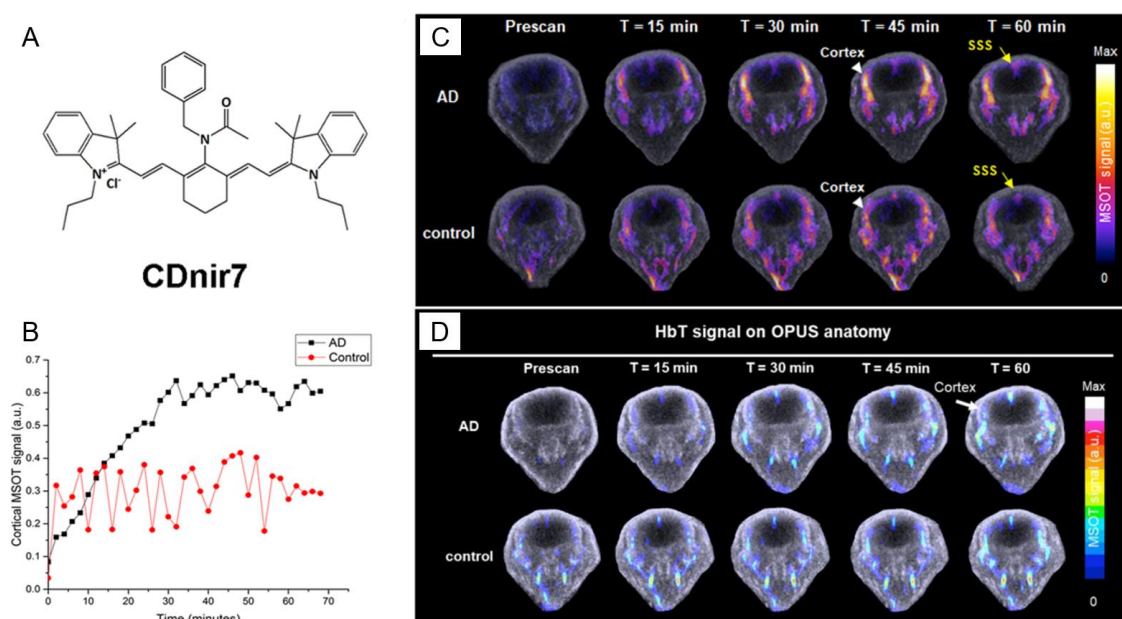 A
O
N
N⁺
Cl⁻
N
CDnir7
B
AD
Control
Cortical MSOT signal (a.u.)
0.7
0.6
0.5
0.4
0.3
0.2
0.1
0.0
0 10 20 30 40 50 60 70
Time (minutes)
C
Prescan T = 15 min T = 30 min T = 45 min T = 60 min
AD
Cortex
SSS
control
Cortex
SSS
Max
MSOT signal (a.u.)
0
D
HbT signal on OPUS anatomy
Prescan T = 15 min T = 30 min T = 45 min T = 60
AD
Cortex
control
Max
MSOT signal (a.u.)
0